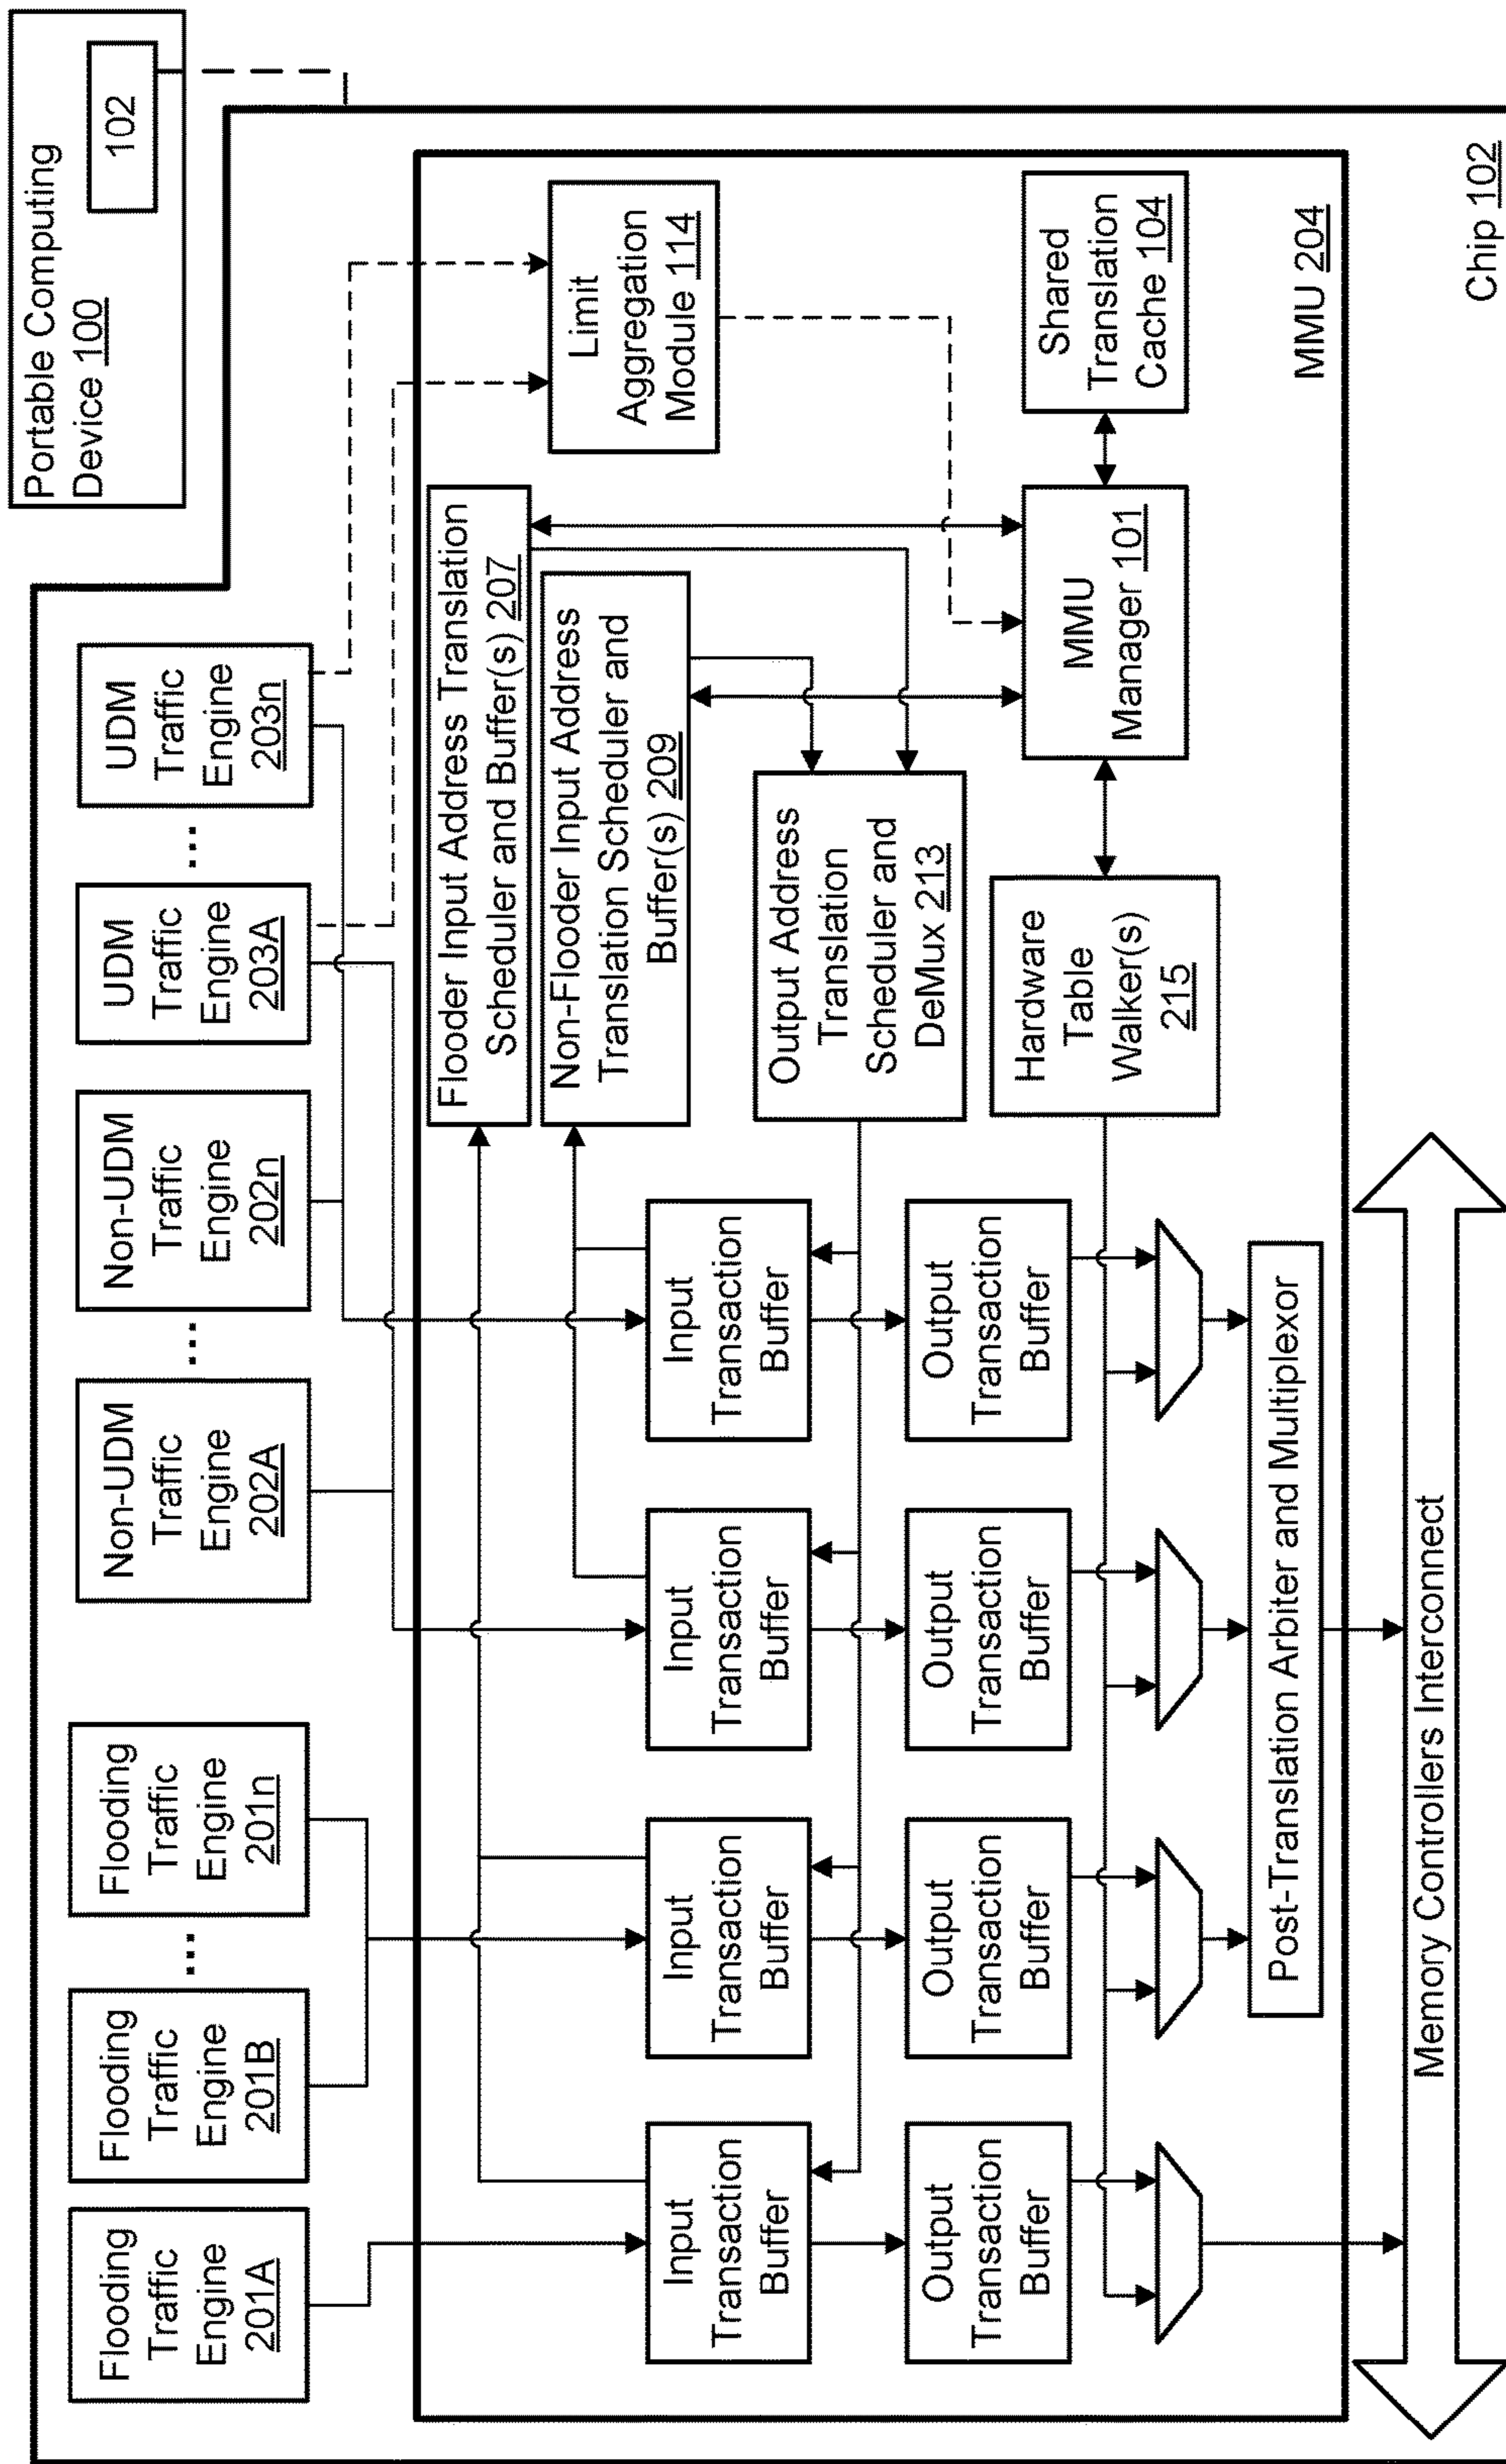 Portable Computing
Device 100
102
Flooding
Traffic
Engine
201A
Flooding
Traffic
Engine
201B
...
Flooding
Traffic
Engine
201n
Non-UDM
Traffic
Engine
202A
...
Non-UDM
Traffic
Engine
202n
UDM
Traffic
Engine
203A
...
UDM
Traffic
Engine
203n
Flooder Input Address Translation
Scheduler and Buffer(s) 207
Non-Flooder Input Address
Translation Scheduler and
Buffer(s) 209
Limit
Aggregation
Module 114
Input
Transaction
Buffer
Input
Transaction
Buffer
Input
Transaction
Buffer
Input
Transaction
Buffer
Output Address
Translation
Scheduler and
DeMux 213
Output
Transaction
Buffer
Output
Transaction
Buffer
Output
Transaction
Buffer
Output
Transaction
Buffer
Hardware
Table
Walker(s)
215
MMU
Manager 101
Shared
Translation
Cache 104
Post-Translation Arbiter and Multiplexor
MMU 204
Memory Controllers Interconnect
Chip 102